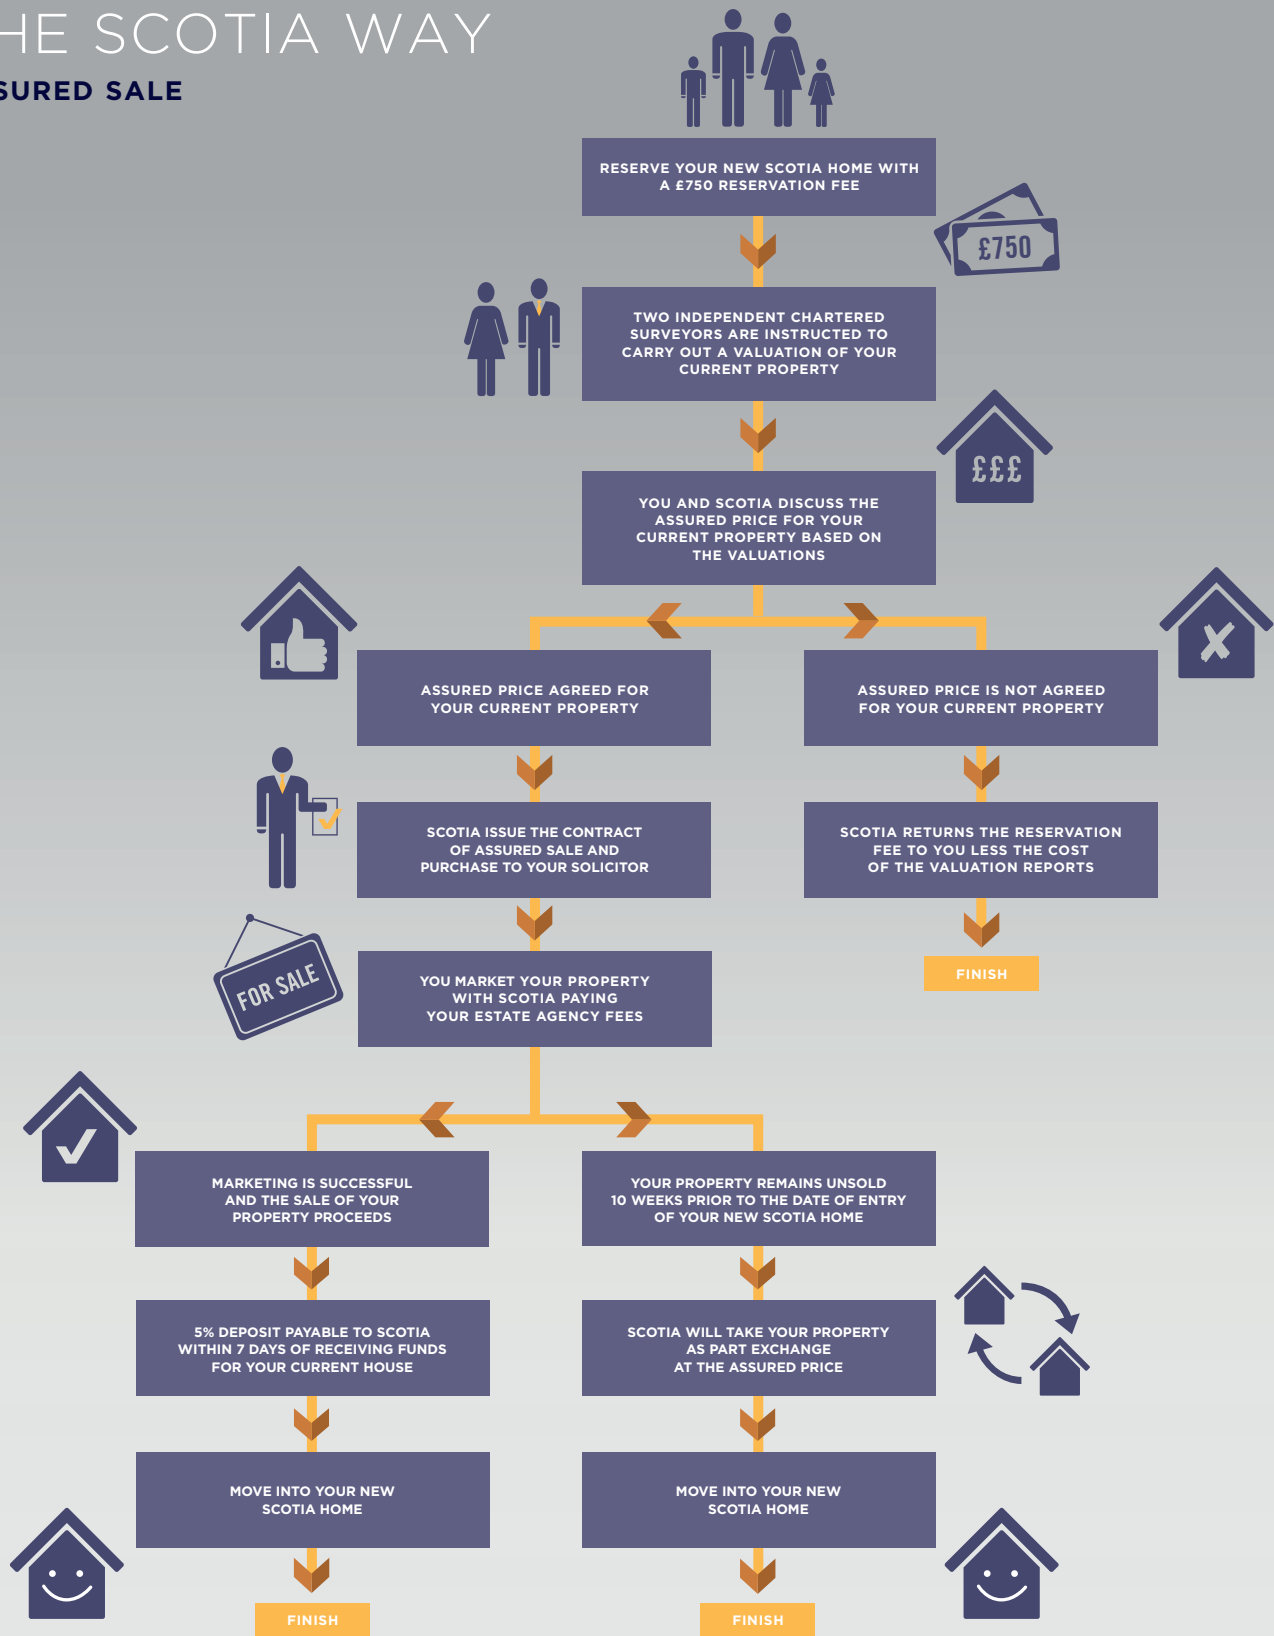 HE SCOTIA WAY
SURED SALE
RESERVE YOUR NEW SCOTIA HOME WITH
A £750 RESERVATION FEE
£750
TWO INDEPENDENT CHARTERED
SURVEYORS ARE INSTRUCTED TO
CARRY OUT A VALUATION OF YOUR
CURRENT PROPERTY
£££
YOU AND SCOTIA DISCUSS THE
ASSURED PRICE FOR YOUR
CURRENT PROPERTY BASED ON
THE VALUATIONS
ASSURED PRICE AGREED FOR
YOUR CURRENT PROPERTY
ASSURED PRICE IS NOT AGREED
FOR YOUR CURRENT PROPERTY
SCOTIA ISSUE THE CONTRACT
OF ASSURED SALE AND
PURCHASE TO YOUR SOLICITOR
SCOTIA RETURNS THE RESERVATION
FEE TO YOU LESS THE COST
OF THE VALUATION REPORTS
FOR SALE
YOU MARKET YOUR PROPERTY
WITH SCOTIA PAYING
YOUR ESTATE AGENCY FEES
FINISH
MARKETING IS SUCCESSFUL
AND THE SALE OF YOUR
PROPERTY PROCEEDS
YOUR PROPERTY REMAINS UNSOLD
10 WEEKS PRIOR TO THE DATE OF ENTRY
OF YOUR NEW SCOTIA HOME
5% DEPOSIT PAYABLE TO SCOTIA
WITHIN 7 DAYS OF RECEIVING FUNDS
FOR YOUR CURRENT HOUSE
SCOTIA WILL TAKE YOUR PROPERTY
AS PART EXCHANGE
AT THE ASSURED PRICE
MOVE INTO YOUR NEW
SCOTIA HOME
MOVE INTO YOUR NEW
SCOTIA HOME
FINISH
FINISH